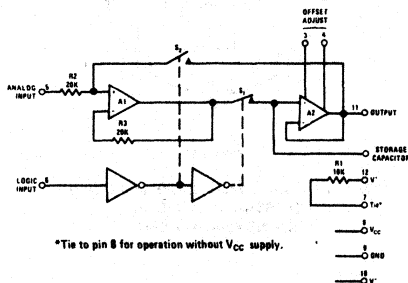 OFFSET
ADJUST
3 4
S2
R2
20K
ANALOG
INPUT
5
A1
S1
A2
11 OUTPUT
R3
20K
STORAGE
CAPACITOR
LOGIC
INPUT
6
R1
10K
12 V+
7 Tie*
8 VCC
9 GND
10 V-
*Tie to pin 8 for operation without VCC supply.